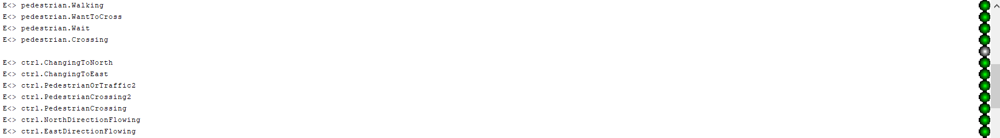 E<> pedestrian.Walking
E<> pedestrian.WantToCross
E<> pedestrian.Wait
E<> pedestrian.Crossing
E<> ctrl.ChangingToNorth
E<> ctrl.ChangingToEast
E<> ctrl.PedestrianOrTraffic2
E<> ctrl.PedestrianCrossing2
E<> ctrl.PedestrianCrossing
E<> ctrl.NorthDirectionFlowing
E<> ctrl.EastDirectionFlowing